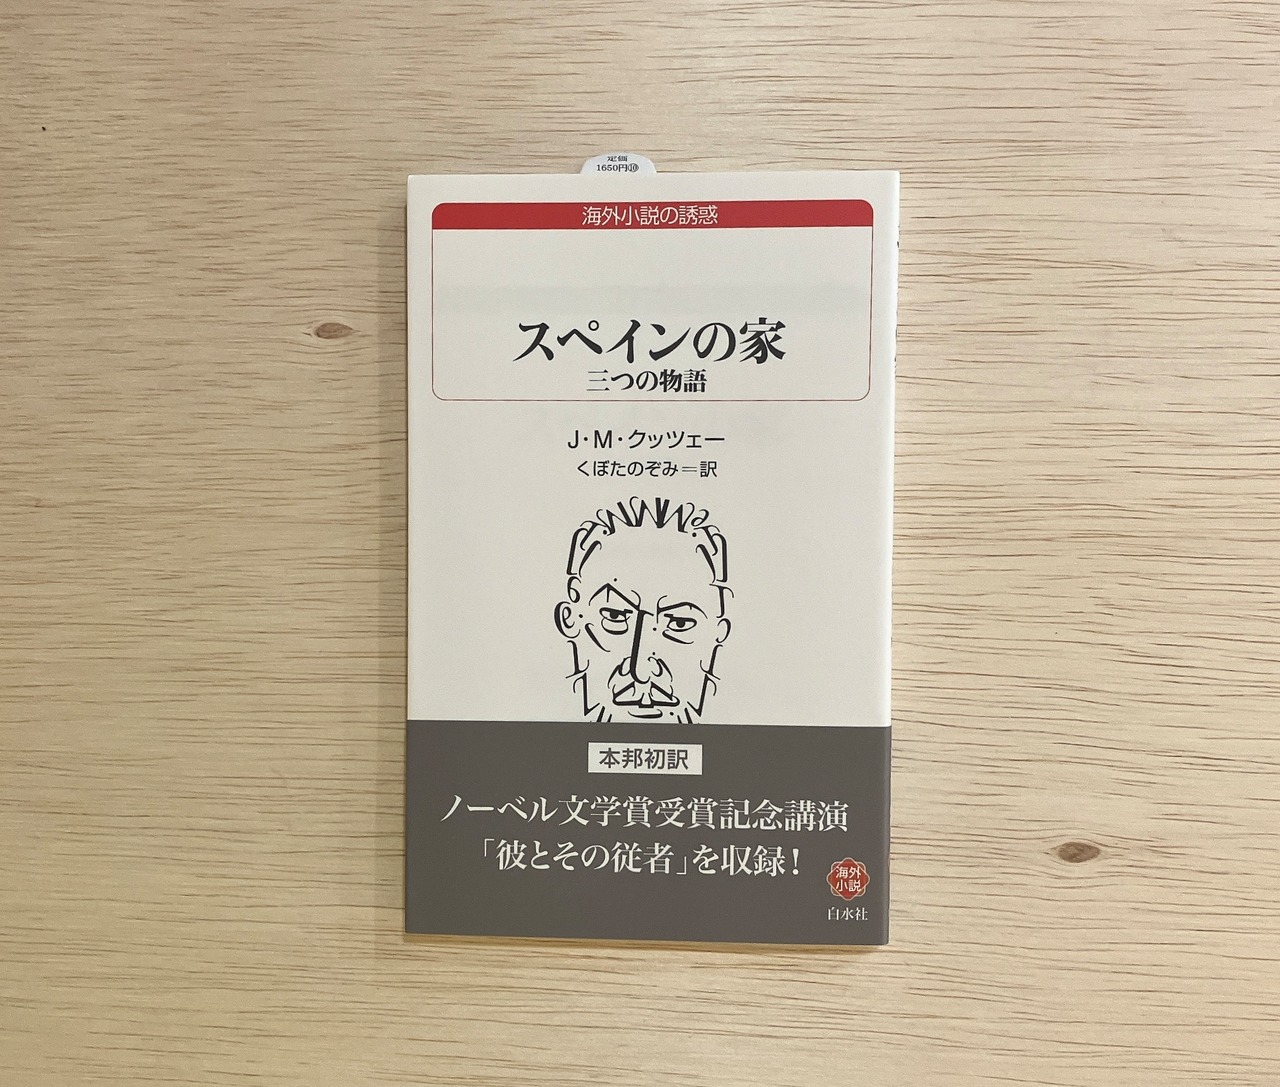 定価
1650円⑩
海外小説の誘惑
スペインの家
三つの物語
J・M・クッツェー
くぼたのぞみ＝訳
本邦初訳
ノーベル文学賞受賞記念講演
「彼とその従者」を収録！
海外
小説
白水社